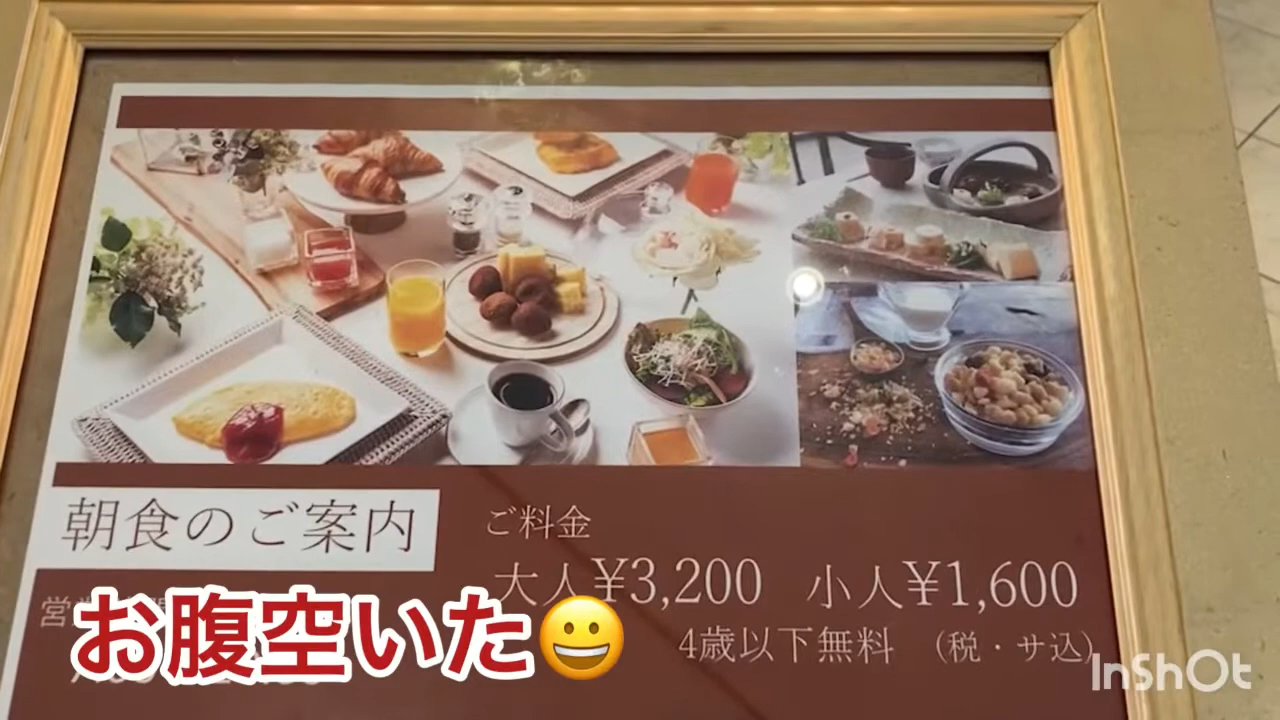 朝食のご案内
ご料金
大人¥3,200 小人¥1,600
4歳以下無料 (税・サ込)
お腹空いた😀
InShOt